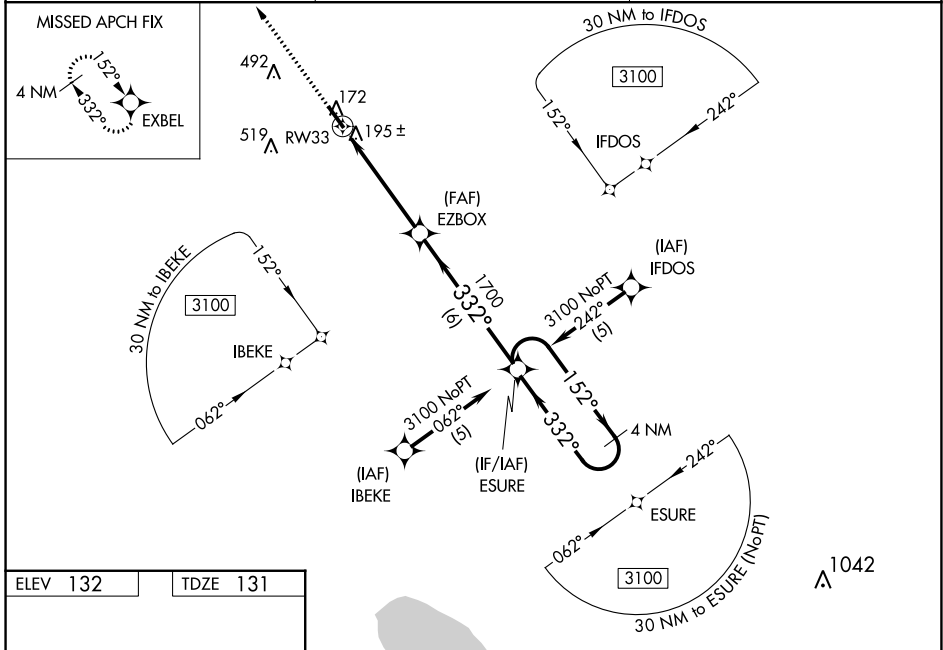 MISSED APCH FIX
152°
4 NM
332°
EXBEL
492
172
519
RW33
195 ±
30 NM to IFDOS
3100
152°
242°
IFDOS
(FAF)
EZBOX
(IAF)
IFDOS
30 NM to IBEKE
152°
3100
IBEKE
062°
1700
332°
(6)
3100 NoPT
242°
(5)
3100 NoPT
062°
(5)
152°
332°
4 NM
(IAF)
IBEKE
(IF/IAF)
ESURE
242°
ESURE
062°
3100
30 NM to ESURE (NoPT)
1042
ELEV 132
TDZE 131